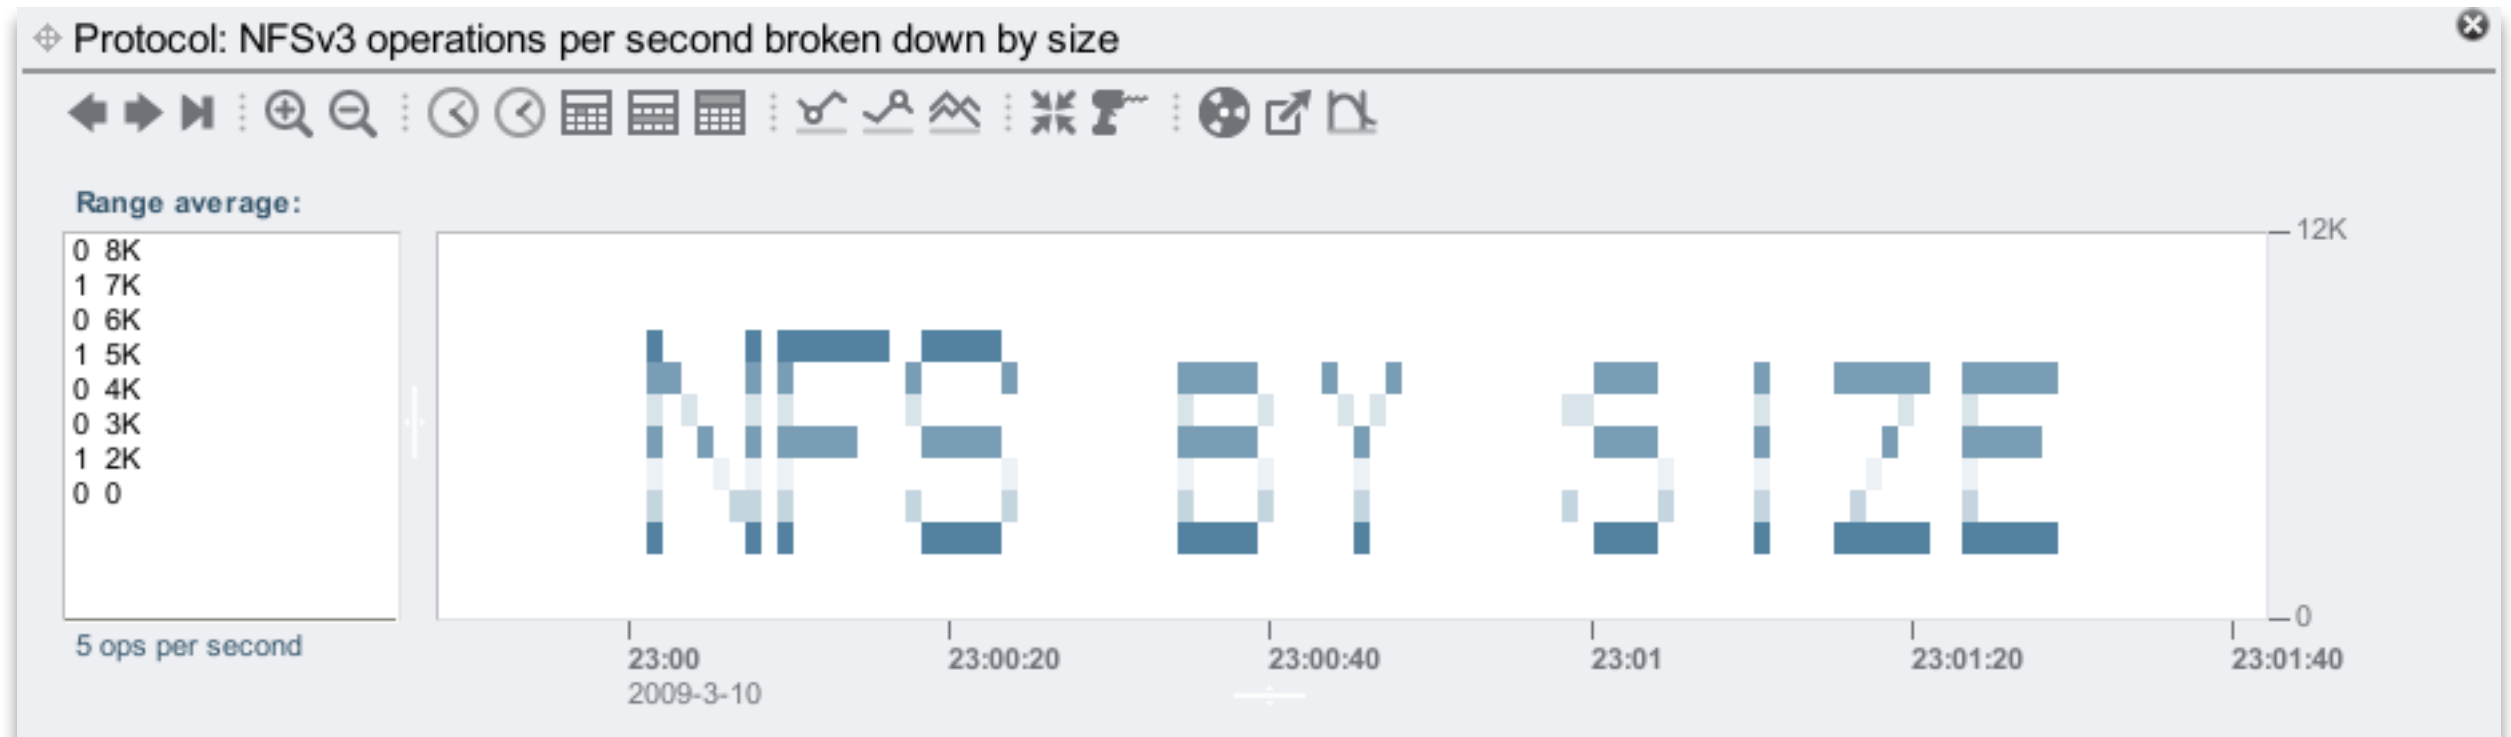 Protocol: NFSv3 operations per second broken down by size
Range average:
0 8K
1 7K
0 6K
1 5K
0 4K
0 3K
1 2K
0 0
5 ops per second
12K
NFS BY SIZE
0
23:00 23:00:20 23:00:40 23:01 23:01:20 23:01:40
2009-3-10